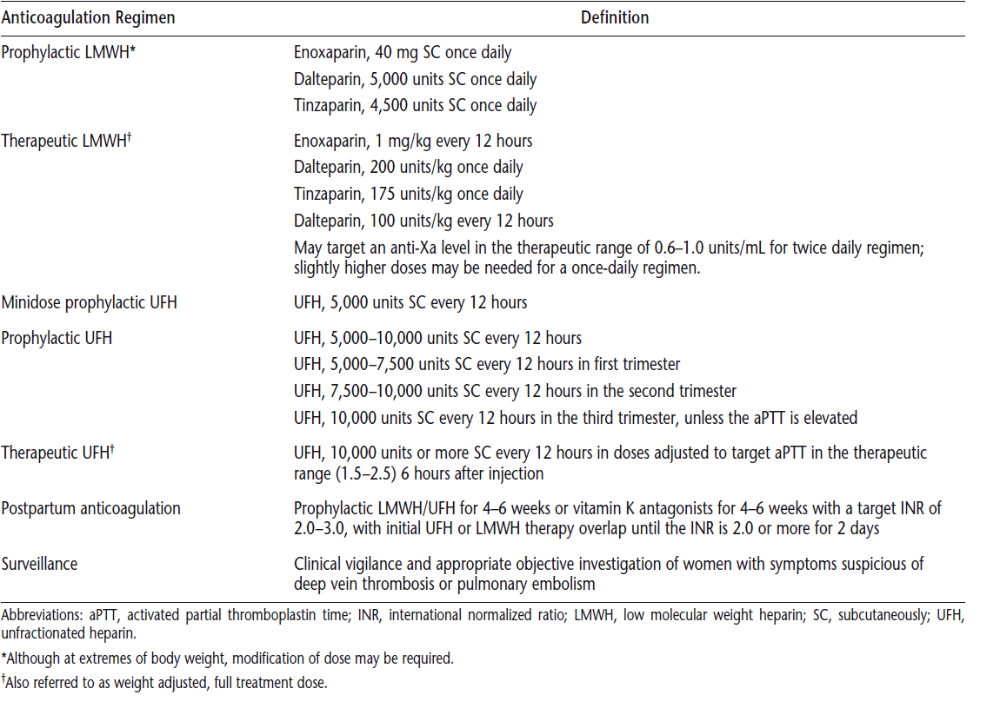 Anticoagulation Regimen Definition
Prophylactic LMWH* Enoxaparin, 40 mg SC once daily
Dalteparin, 5,000 units SC once daily
Tinzaparin, 4,500 units SC once daily
Therapeutic LMWH† Enoxaparin, 1 mg/kg every 12 hours
Dalteparin, 200 units/kg once daily
Tinzaparin, 175 units/kg once daily
Dalteparin, 100 units/kg every 12 hours
May target an anti-Xa level in the therapeutic range of 0.6–1.0 units/mL for twice daily regimen;
slightly higher doses may be needed for a once-daily regimen.
Minidose prophylactic UFH UFH, 5,000 units SC every 12 hours
Prophylactic UFH UFH, 5,000–10,000 units SC every 12 hours
UFH, 5,000–7,500 units SC every 12 hours in first trimester
UFH, 7,500–10,000 units SC every 12 hours in the second trimester
UFH, 10,000 units SC every 12 hours in the third trimester, unless the aPTT is elevated
Therapeutic UFH† UFH, 10,000 units or more SC every 12 hours in doses adjusted to target aPTT in the therapeutic
range (1.5–2.5) 6 hours after injection
Postpartum anticoagulation Prophylactic LMWH/UFH for 4–6 weeks or vitamin K antagonists for 4–6 weeks with a target INR of
2.0–3.0, with initial UFH or LMWH therapy overlap until the INR is 2.0 or more for 2 days
Surveillance Clinical vigilance and appropriate objective investigation of women with symptoms suspicious of
deep vein thrombosis or pulmonary embolism
Abbreviations: aPTT, activated partial thromboplastin time; INR, international normalized ratio; LMWH, low molecular weight heparin; SC, subcutaneously; UFH,
unfractionated heparin.
*Although at extremes of body weight, modification of dose may be required.
†Also referred to as weight adjusted, full treatment dose.